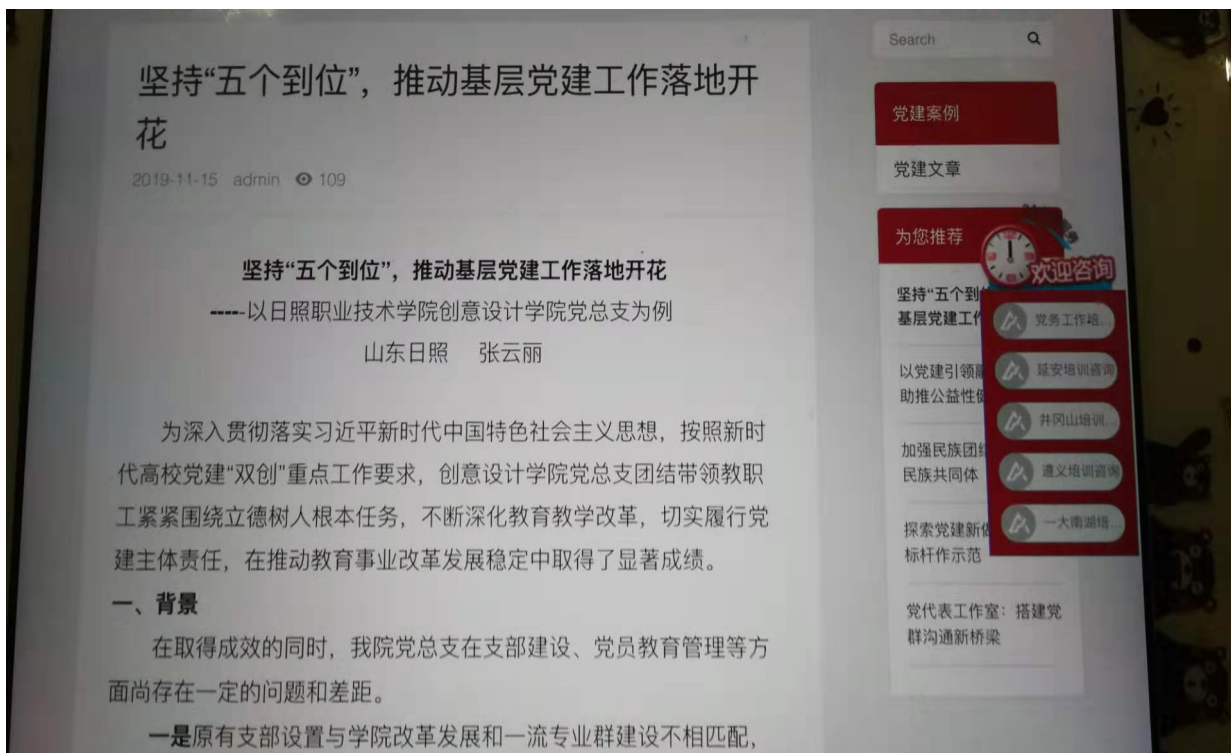 坚持“五个到位”，推动基层党建工作落地开
花
2019-11-15 admin 109
坚持“五个到位”，推动基层党建工作落地开花
-----以日照职业技术学院创意设计学院党总支为例
山东日照 张云丽
为深入贯彻落实习近平新时代中国特色社会主义思想，按照新时
代高校党建“双创”重点工作要求，创意设计学院党总支团结带领教职
工紧紧围绕立德树人根本任务，不断深化教育教学改革，切实履行党
建主体责任，在推动教育事业改革发展稳定中取得了显著成绩。
一、背景
在取得成效的同时，我院党总支在支部建设、党员教育管理等方
面尚存在一定的问题和差距。
一是原有支部设置与学院改革发展和一流专业群建设不相匹配，
Search
党建案例
党建文章
为您推荐
坚持“五个到
基层党建工作
以党建引领
助推公益性
加强民族团结
民族共同体
探索党建新
标杆作示范
党代表工作室：搭建党
群沟通新桥梁
欢迎咨询
党务工作培...
延安培训咨询
井冈山培训...
遵义培训咨询
一大南湖培...